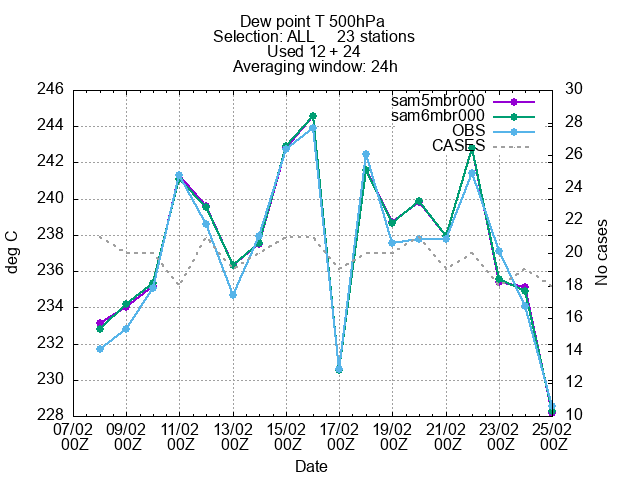 Dew point T 500hPa
Selection: ALL 23 stations
Used 12 + 24
Averaging window: 24h
sam5mbr000
sam6mbr000
OBS
CASES
deg C
246
244
242
240
238
236
234
232
230
228
No cases
30
28
26
24
22
20
18
16
14
12
10
07/02 09/02 11/02 13/02 15/02 17/02 19/02 21/02 23/02 25/02
00Z 00Z 00Z 00Z 00Z 00Z 00Z 00Z 00Z 00Z
Date